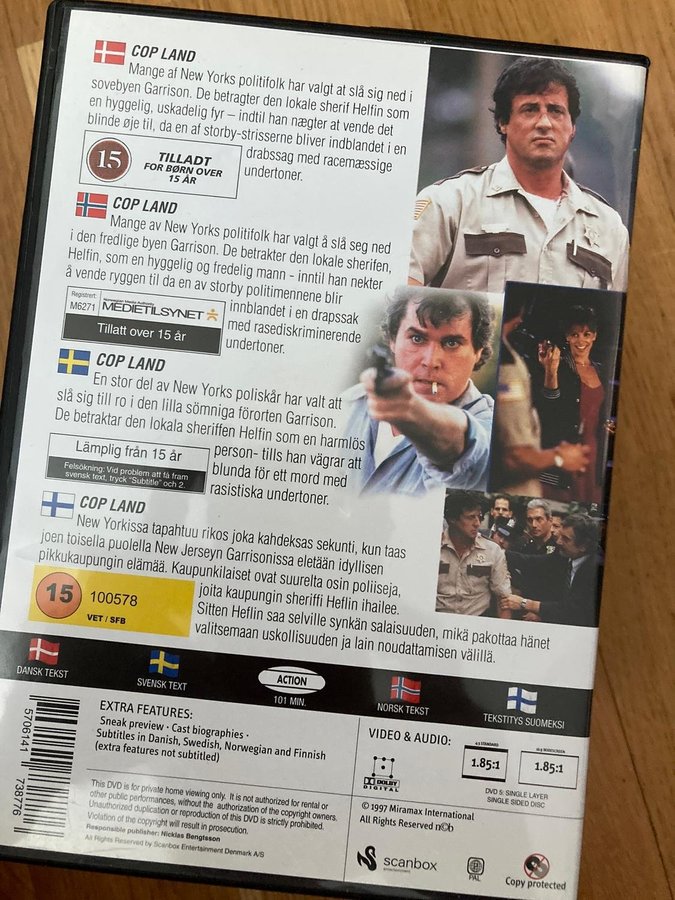 COP LAND
Mange af New Yorks politifolk har valgt at slå sig ned i
sovebyen Garrison. De betragter den lokale sherif Helfin som
en hyggelig, uskadelig fyr – indtil han nægter at vende det
blinde øje til, da en af storby-strisserne bliver indblandet i en
drabssag med racemæssige
undertoner.
15
TILLADT
FOR BØRN OVER
15 ÅR
COP LAND
Mange av New Yorks politifolk har valgt å slå seg ned
i den fredlige byen Garrison. De betrakter den lokale sherifen,
Helfin, som en hyggelig og fredelig mann - inntil han nekter
å vende ryggen til da en av storby politimennene blir
innblandet i en drapssak
med rasediskriminerende
undertoner.
Registrert:
M6271
Norwegian Media Authority
MEDIETILSYNET
Tillatt over 15 år
COP LAND
En stor del av New Yorks poliskår har valt att
slå sig till ro i den lilla sömniga förorten Garrison.
De betraktar den lokala sheriffen Helfin som en harmlös
person- tills han vägrar att
blunda för ett mord med
rasistiska undertoner.
Lämplig från 15 år
Felsökning: Vid problem att få fram
svensk text, tryck "Subtitle" och 2.
COP LAND
New Yorkissa tapahtuu rikos joka kahdeksas sekunti, kun taas
joen toisella puolella New Jerseyn Garrisonissa eletään idyllisen
pikkukaupungin elämää. Kaupunkilaiset ovat suurelta osin poliiseja,
joita kaupungin sheriffi Heflin ihailee.
Sitten Heflin saa selville synkän salaisuuden, mikä pakottaa hänet
valitsemaan uskollisuuden ja lain noudattamisen välillä.
15
100578
VET / SFB
DANSK TEKST
SVENSK TEXT
ACTION
101 MIN.
NORSK TEKST
TEKSTITYS SUOMEKSI
5706141 738776
EXTRA FEATURES:
Sneak preview · Cast biographies ·
Subtitles in Danish, Swedish, Norwegian and Finnish
(extra features not subtitled)
This DVD is for private home viewing only. It is not authorized for rental or
other public performances, without the authorization of the copyright owners.
Unauthorized duplication or reproduction of this DVD is strictly prohibited.
Violation of the copyright will result in prosecution.
Responsible publisher: Nicklas Bengtsson
All Rights Reserved by Scanbox Entertainment Denmark A/S
VIDEO & AUDIO:
DOLBY
DIGITAL
4:3 STANDARD
1.85:1
16:9 WIDESCREEN
1.85:1
DVD 5: SINGLE LAYER
SINGLE SIDED DISC
© 1997 Miramax International
All Rights Reserved n©b
scanbox
entertainment
PAL
Copy protected